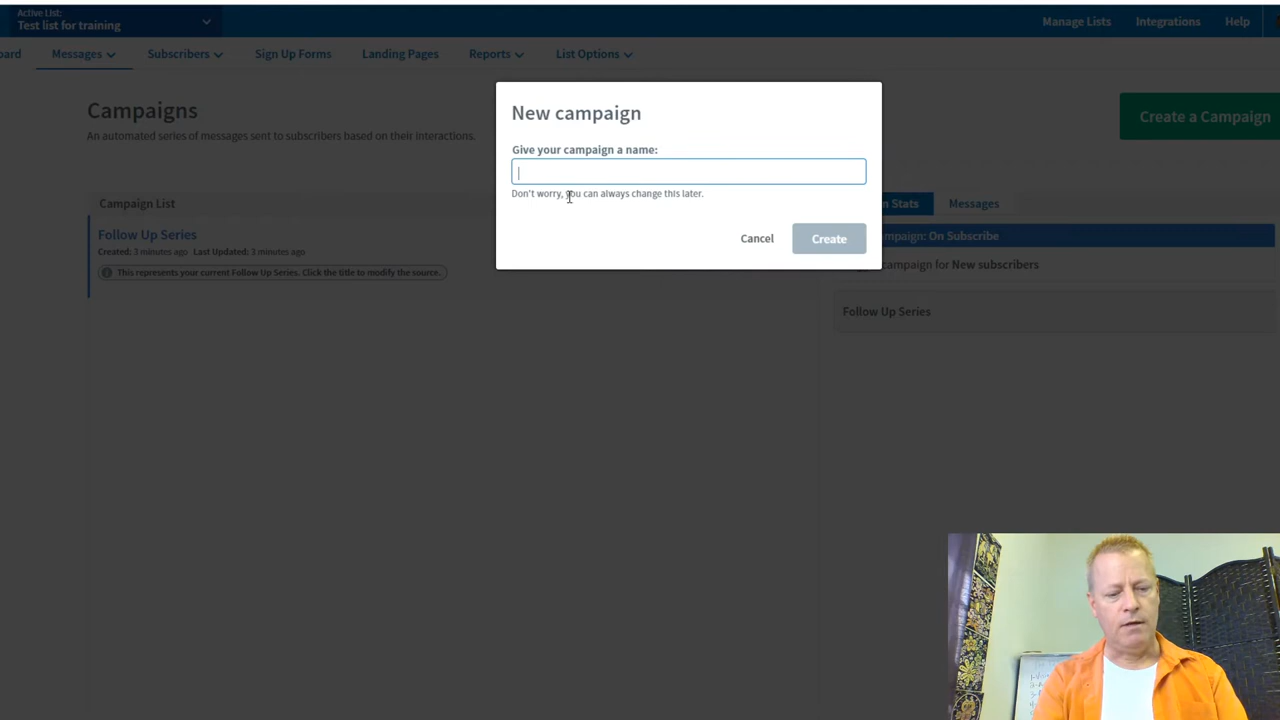 Active List:
Test list for training
Manage Lists
Integrations
Help
oard
Messages
Subscribers
Sign Up Forms
Landing Pages
Reports
List Options
Campaigns
An automated series of messages sent to subscribers based on their interactions.
Create a Campaign
New campaign
Give your campaign a name:
Don't worry, you can always change this later.
Cancel
Create
Campaign List
Follow Up Series
Created: 3 minutes ago Last Updated: 3 minutes ago
This represents your current Follow Up Series. Click the title to modify the source.
n Stats
Messages
ampaign: On Subscribe
campaign for New subscribers
Follow Up Series